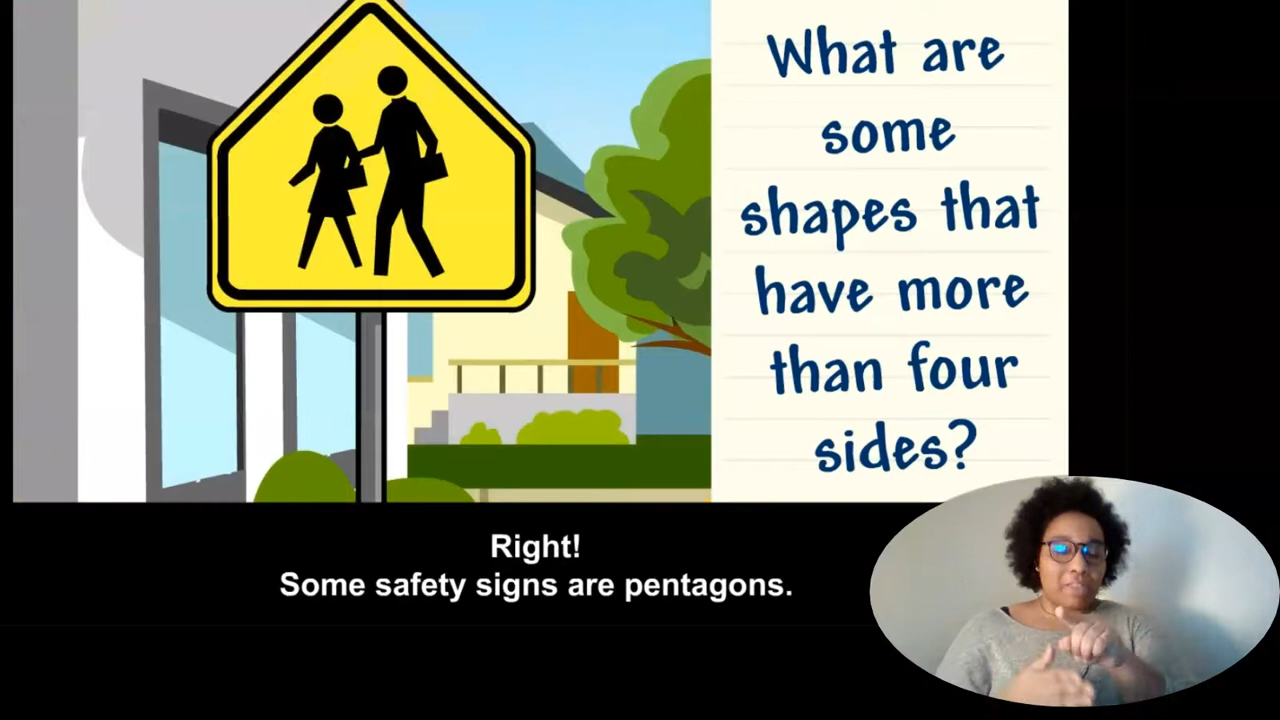 What are
some
shapes that
have more
than four
sides?
Right!
Some safety signs are pentagons.